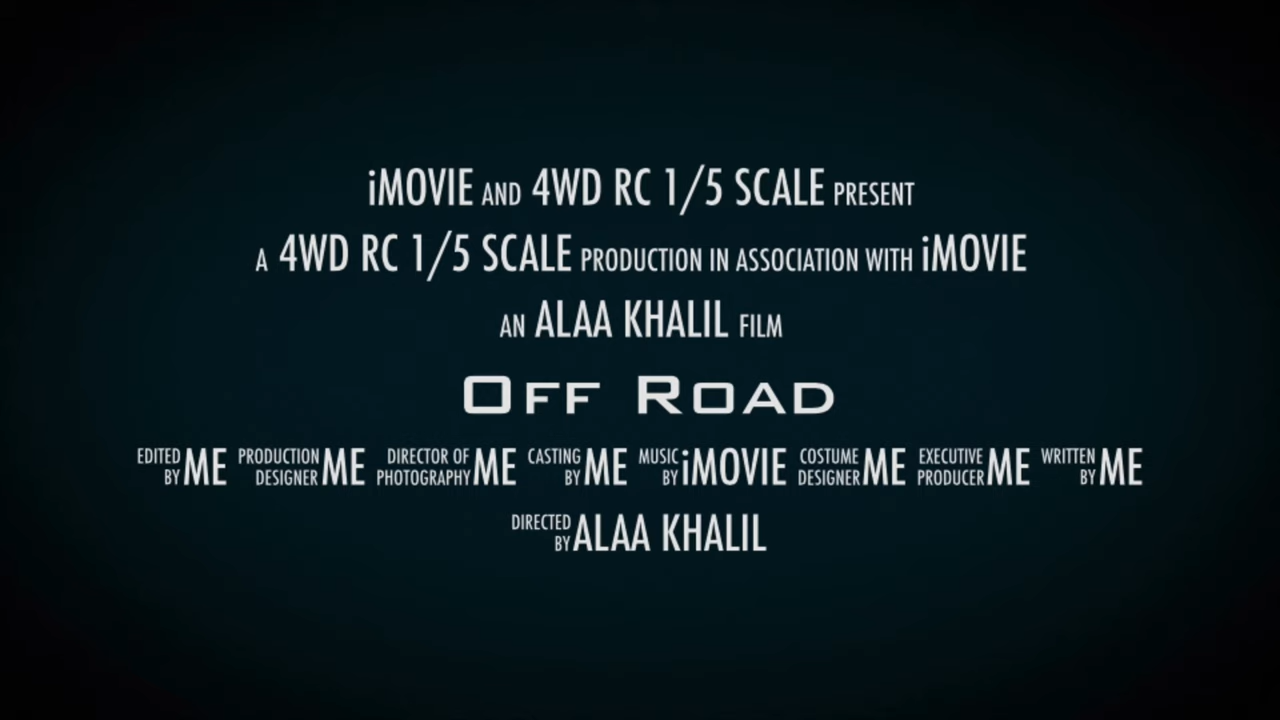 iMOVIE AND 4WD RC 1/5 SCALE PRESENT
A 4WD RC 1/5 SCALE PRODUCTION IN ASSOCIATION WITH iMOVIE
AN ALAA KHALIL FILM
OFF ROAD
EDITED BY ME PRODUCTION DESIGNER ME DIRECTOR OF PHOTOGRAPHY ME CASTING BY ME MUSIC BY iMOVIE COSTUME DESIGNER ME EXECUTIVE PRODUCER ME WRITTEN BY ME
DIRECTED BY ALAA KHALIL